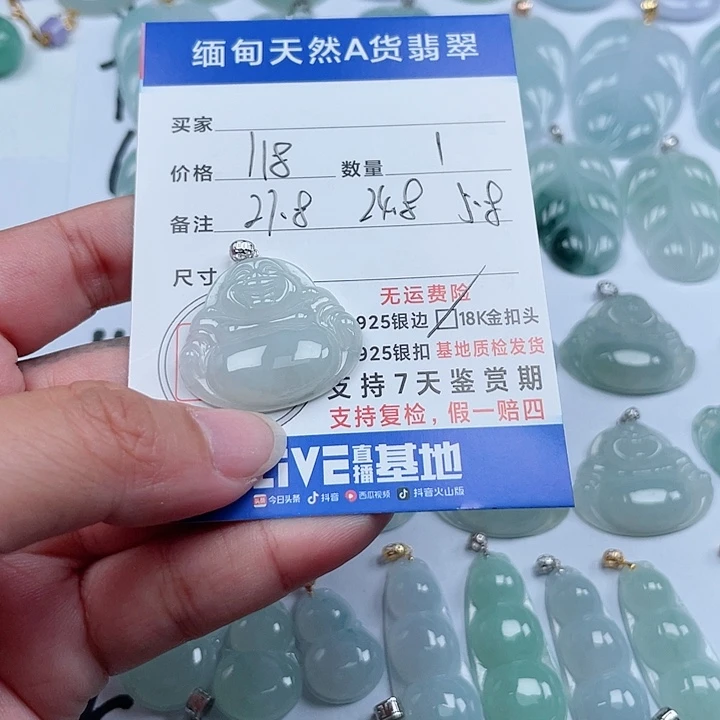 缅甸天然A货翡翠
买家
价格 118 数量 1
备注 27.8 24.8 5.8
尺寸
无运费险
925银边 18K金扣头
925银扣 基地质检发货
支持7天鉴赏期
支持复检，假一赔四
LIVE直播基地
头条 今日头条 抖音 西瓜视频 抖音火山版